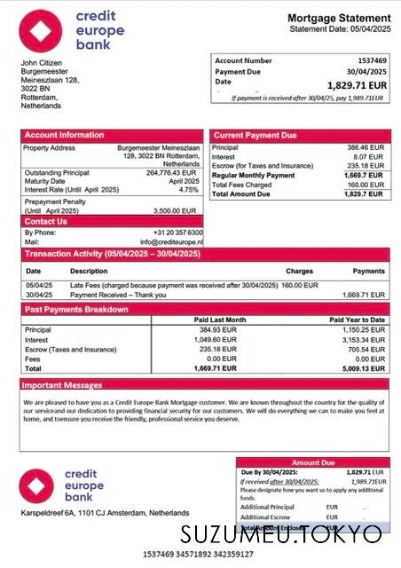 credit
europe
bank
Mortgage Statement
Statement Date: 05/04/2025
John Citizen
Burgemeester
Meineszlaan 128,
3022 BN
Rotterdam,
Netherlands
Account Number 1537469
Payment Due 30/04/2025
Date 1,829.71 EUR
If payment is received after 30/04/25, pay 1,989.71EUR
Account Information
Property Address Burgemeester Meineszlaan
128, 3022 BN Rotterdam,
Netherlands
Outstanding Principal 264,776.43 EUR
Maturity Date April 2025
Interest Rate (Until April 2025) 4.75%
Prepayment Penalty
(Until April 2025) 3,500.00 EUR
Contact Us
By Phone: +31 20 357 6300
Mail: info@crediteurope.nl
Current Payment Due
Principal 386.46 EUR
Interest 8.07 EUR
Escrow (for Taxes and Insurance) 235.18 EUR
Regular Monthly Payment 1,669.7 EUR
Total Fees Charged 160.00 EUR
Total Amount Due 1,829.7 EUR
Transaction Activity (05/04/2025 – 30/04/2025)
Date Description Charges Payments
05/04/25 Late Fees (charged because payment was received after 30/04/2025) 160.00 EUR
30/04/25 Payment Received – Thank you 1,669.71 EUR
Past Payments Breakdown
Paid Last Month Paid Year to Date
Principal 384.93 EUR 1,150.25 EUR
Interest 1,049.60 EUR 3,153.34 EUR
Escrow (Taxes and Insurance) 235.18 EUR 705.54 EUR
Fees 0.00 EUR 0.00 EUR
Total 1,669.71 EUR 5,009.13 EUR
Important Messages
We are pleased to have you as a Credit Europe Bank Mortgage customer. We are known throughout the country for the quality of
our serviceand our dedication to providing financial security for our customers. We will do everything we can to make you feel at
home, and toensure you receive the friendly, professional service you deserve.
credit
europe
bank
Karspeldreef 6A, 1101 CJ Amsterdam, Netherlands
Amount Due
Due By 30/04/2025: 1,829.71 EUR
If received after 30/04/2025: 1,989.71EUR
Please designate how you want us to apply any additional
funds.
Additional Principal EUR
Additional Escrow EUR
Total Amount Enclosed EUR
SUZUMEU.TOKYO
1537469 34571892 342359127